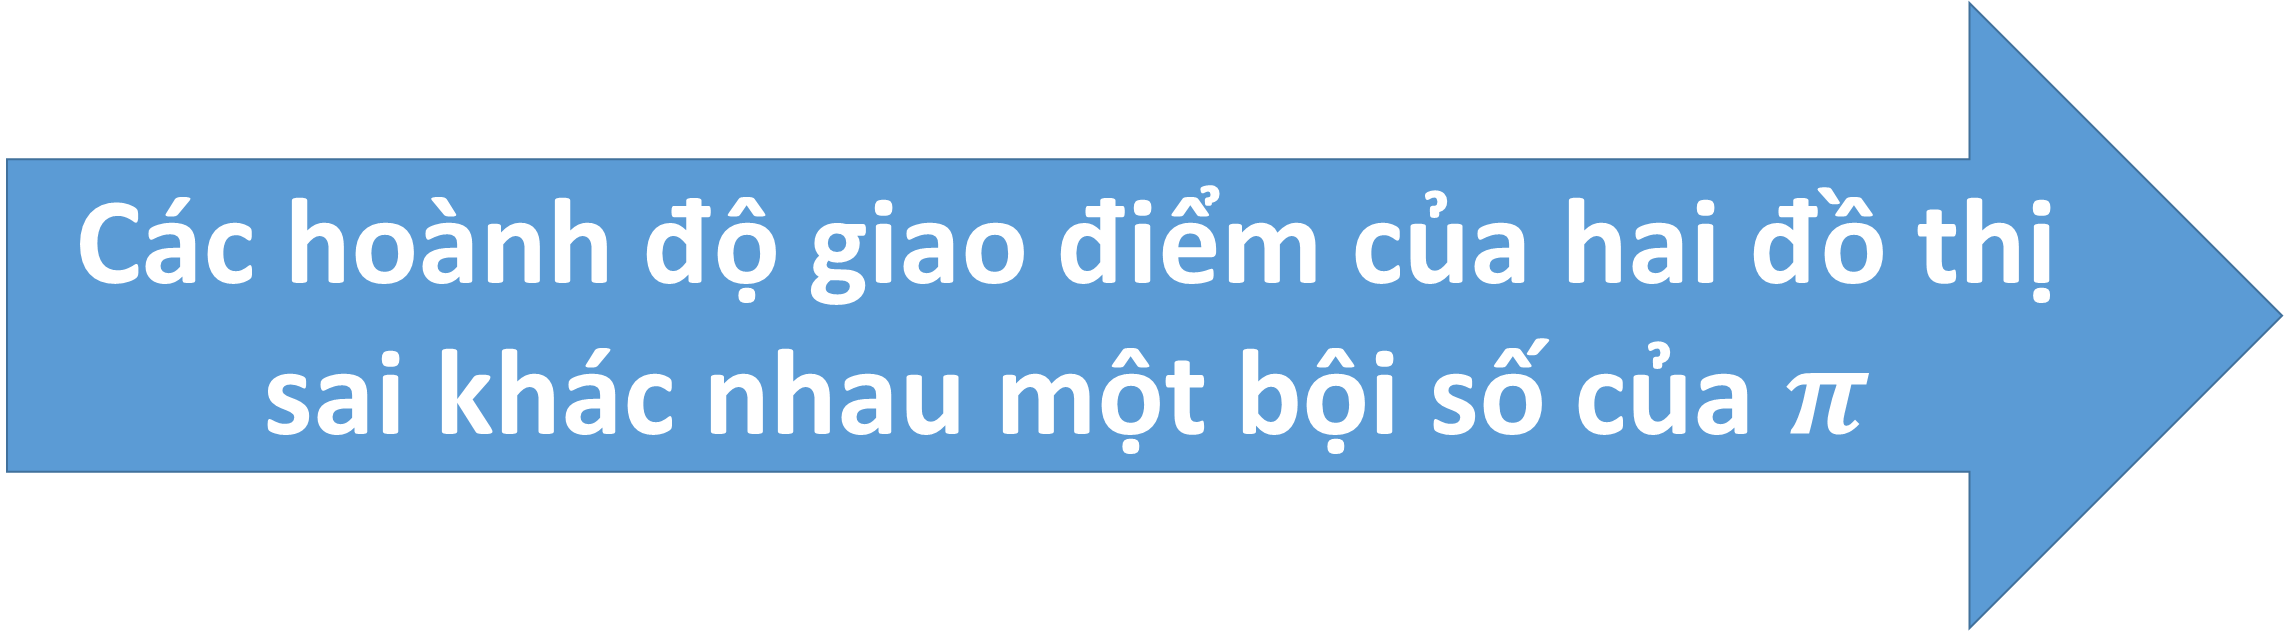 Các hoành độ giao điểm của hai đồ thị
sai khác nhau một bội số của π